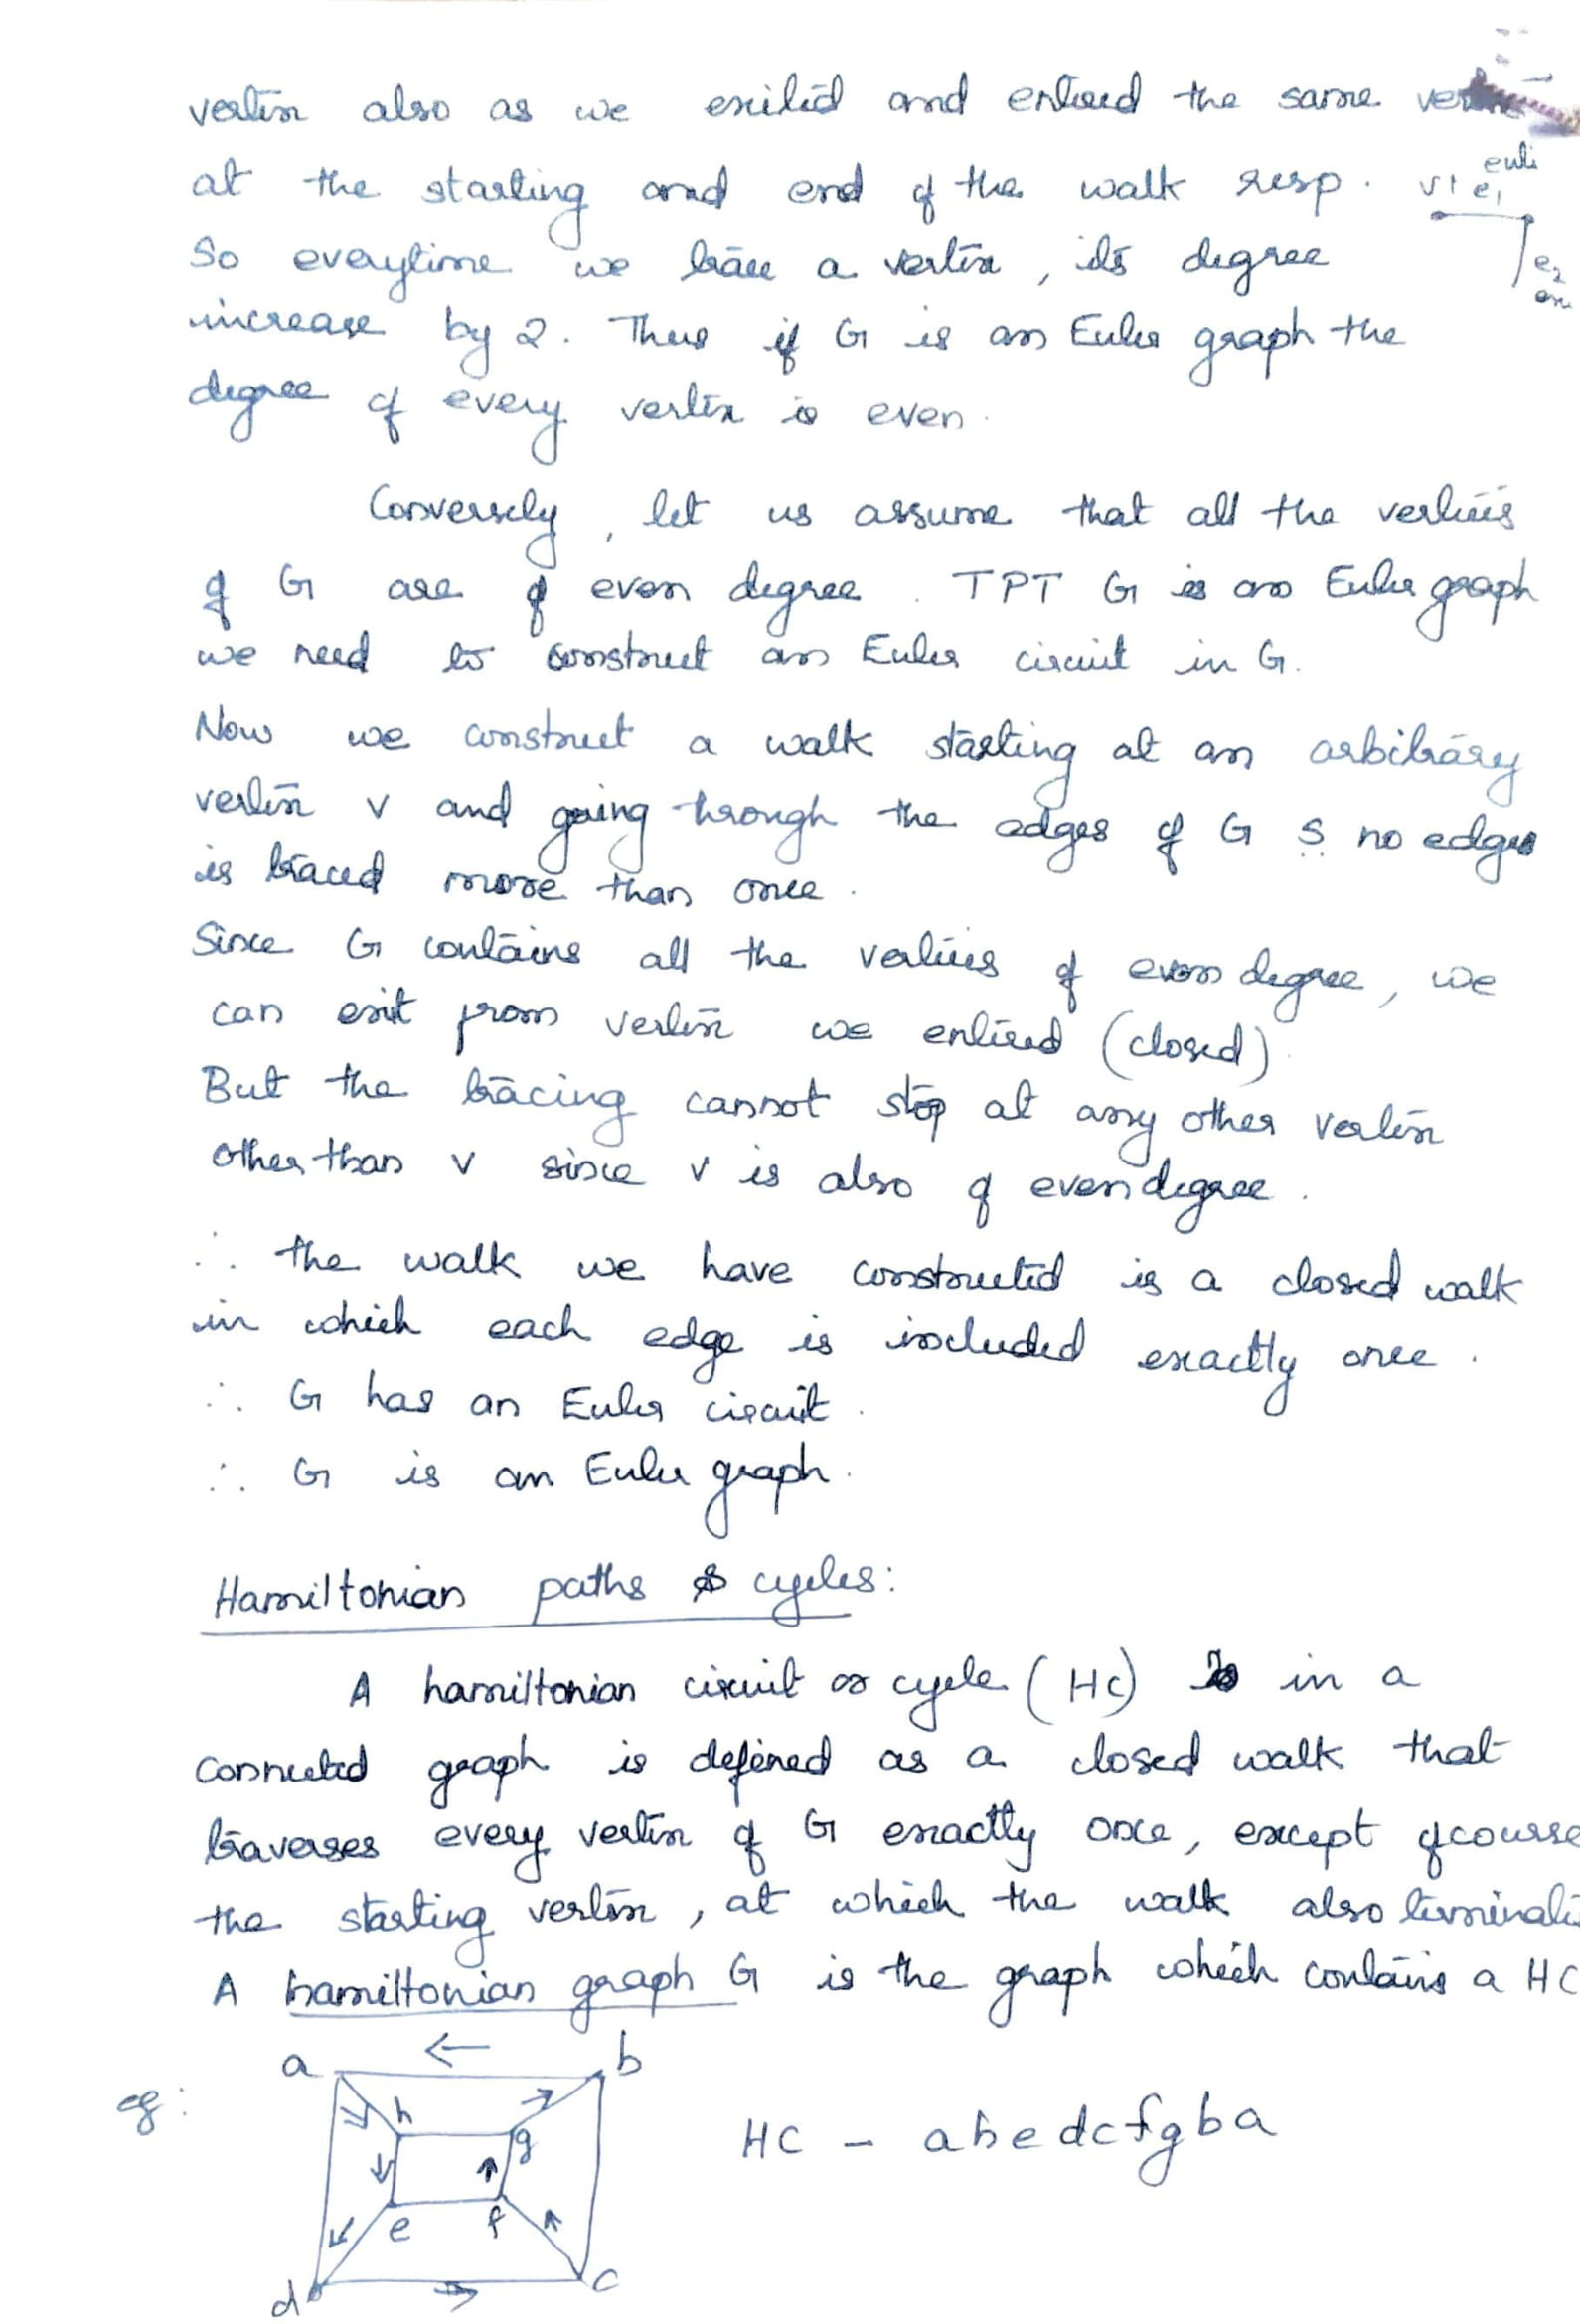 vertex also as we exited and entered the same
at the starting and end of the walk resp. v1 e1
So everytime we trace a vertex, its degree e2
increase by 2. Thus if G is an Euler graph the
degree of every vertex is even.
Conversely, let us assume that all the vertices
of G are of even degree. TPT G is an Euler graph
we need to construct an Euler circuit in G.
Now we construct a walk starting at an arbitrary
vertex v and going through the edges of G S no edge
is traced more than once.
Since G contains all the vertices of even degree, we
can exit from vertex we entered (closed).
But the tracing cannot stop at any other vertex
other than v since v is also of even degree.
∴ the walk we have constructed is a closed walk
in which each edge is included exactly once.
∴ G has an Euler circuit.
∴ G is an Euler graph.
Hamiltonian paths & cycles:
A hamiltonian circuit or cycle (HC) in a
connected graph is defined as a closed walk that
traverses every vertex of G exactly once, except ofcourse
the starting vertex, at which the walk also
A hamiltonian graph G is the graph which contains a HC
a ← b
eg: h g
HC - ahedcfgba
e f
d c